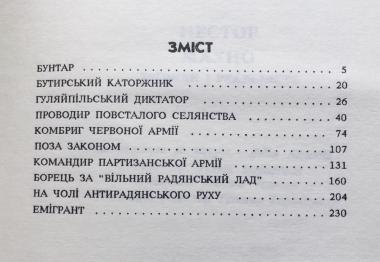 ЗМІСТ
БУНТАР 5
БУТИРСЬКИЙ КАТОРЖНИК 20
ГУЛЯЙПІЛЬСЬКИЙ ДИКТАТОР 26
ПРОВОДИР ПОВСТАЛОГО СЕЛЯНСТВА 40
КОМБРИГ ЧЕРВОНОЇ АРМІЇ 74
ПОЗА ЗАКОНОМ 107
КОМАНДИР ПАРТИЗАНСЬКОЇ АРМІЇ 131
БОРЕЦЬ ЗА "ВІЛЬНИЙ РАДЯНСЬКИЙ ЛАД" 160
НА ЧОЛІ АНТИРАДЯНСЬКОГО РУХУ 204
ЕМІГРАНТ 230